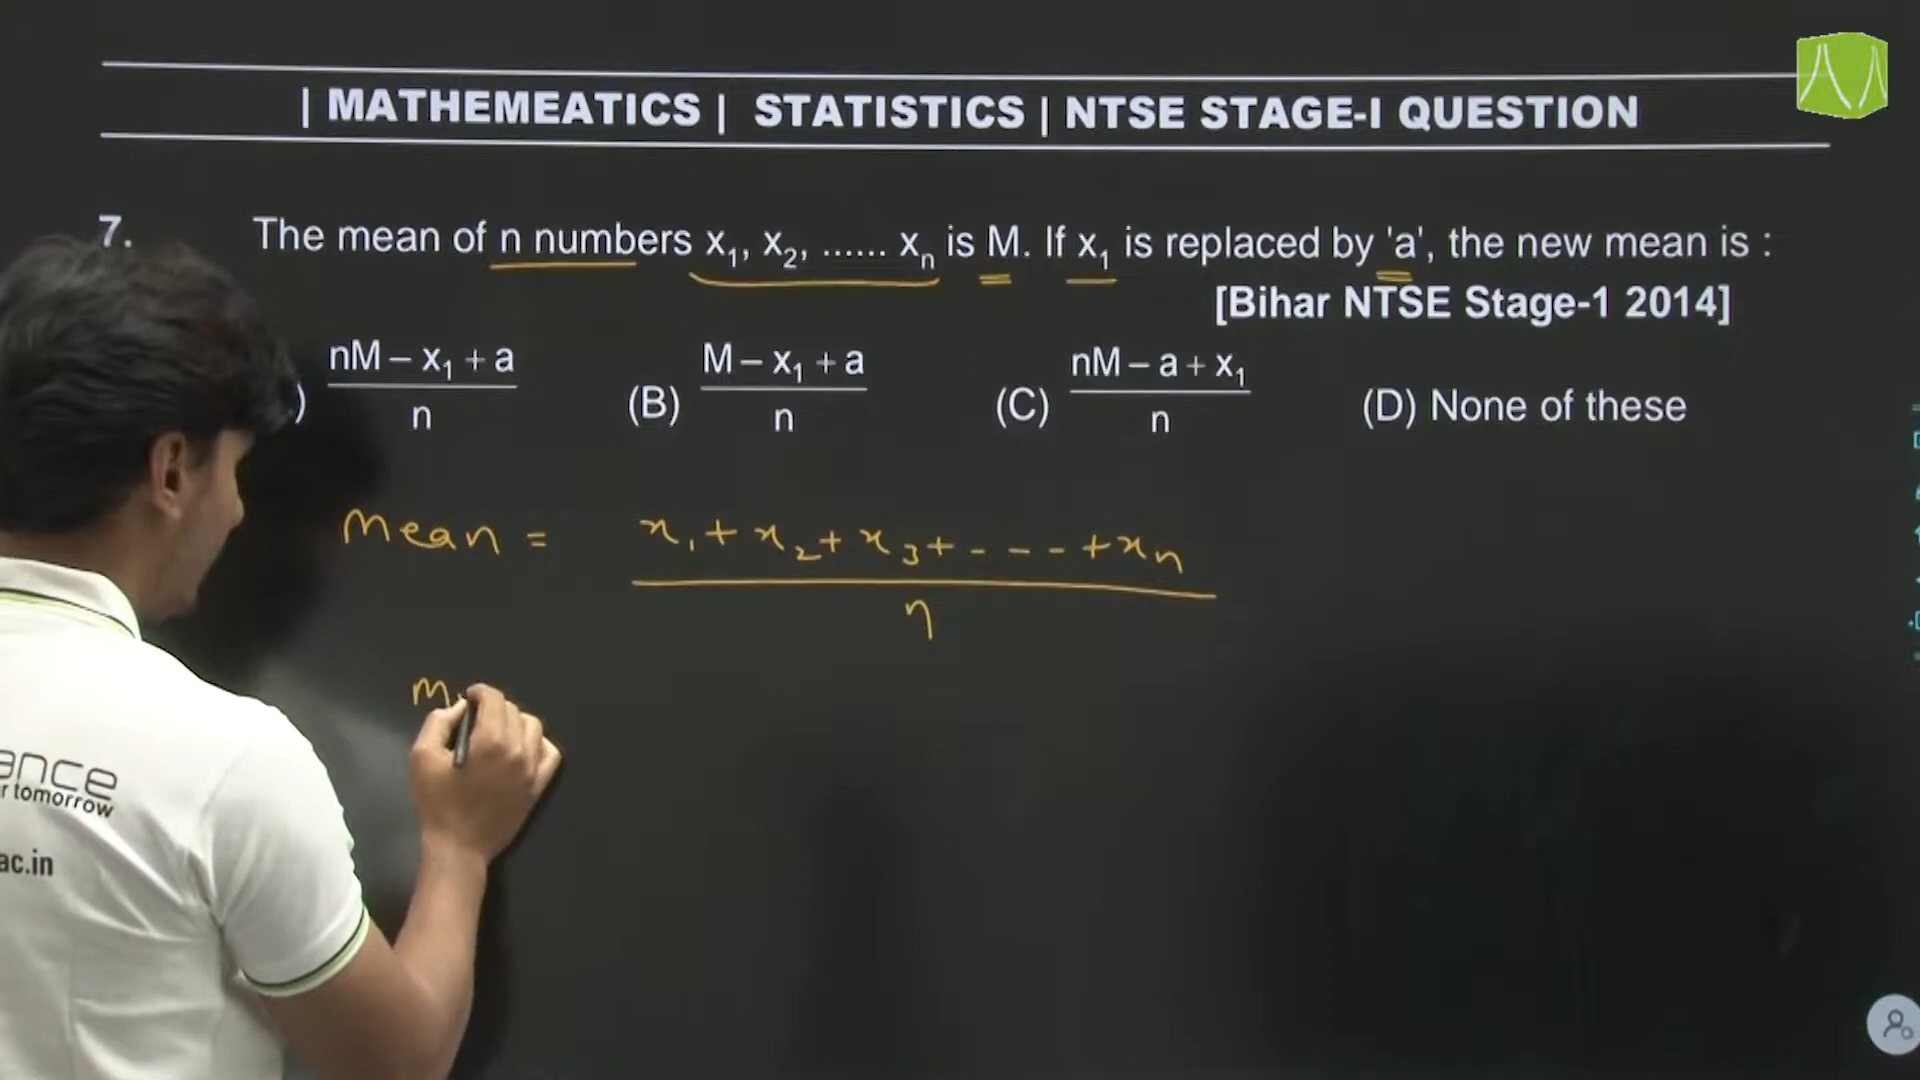 | MATHEMEATICS | STATISTICS | NTSE STAGE-I QUESTION
7. The mean of n numbers x₁, x₂, ...... xₙ is M. If x₁ is replaced by 'a', the new mean is :
[Bihar NTSE Stage-1 2014]
) nM – x₁ + a / n (B) M – x₁ + a / n (C) nM – a + x₁ / n (D) None of these
Mean = x₁ + x₂ + x₃ + - - - + xₙ
n
M
ance
r tomorrow
ac.in